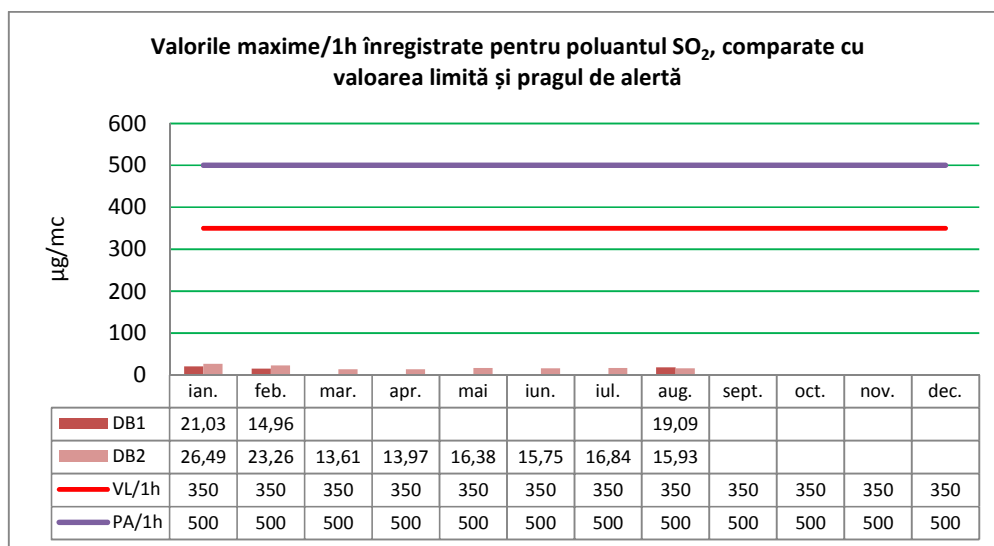 Valorile maxime/1h înregistrate pentru poluantul SO₂, comparate cu
valoarea limită și pragul de alertă
600
500
400
300
200
100
0
µg/mc
ian. feb. mar. apr. mai iun. iul. aug. sept. oct. nov. dec.
DB1 21,03 14,96 19,09
DB2 26,49 23,26 13,61 13,97 16,38 15,75 16,84 15,93
VL/1h 350 350 350 350 350 350 350 350 350 350 350 350
PA/1h 500 500 500 500 500 500 500 500 500 500 500 500